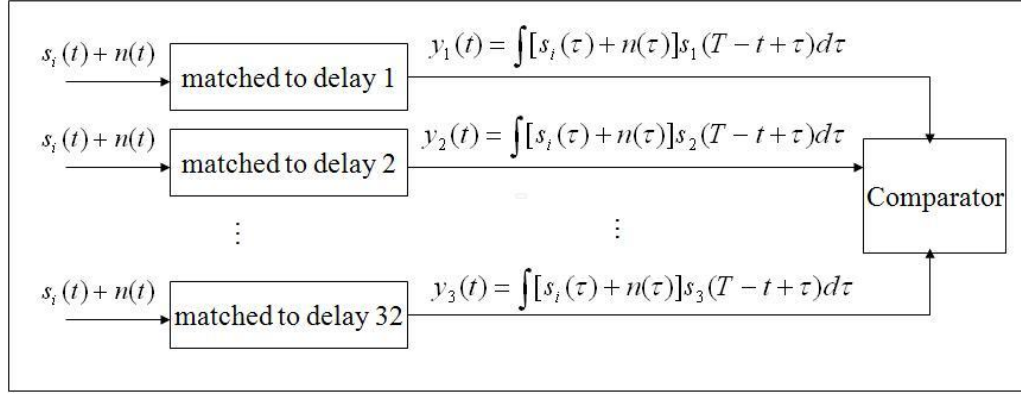 s_i(t) + n(t)
matched to delay 1
y_1(t) = ∫[s_i(τ) + n(τ)]s_1(T − t + τ)dτ
s_i(t) + n(t)
matched to delay 2
y_2(t) = ∫[s_i(τ) + n(τ)]s_2(T − t + τ)dτ
Comparator
⋮
⋮
s_i(t) + n(t)
matched to delay 32
y_3(t) = ∫[s_i(τ) + n(τ)]s_3(T − t + τ)dτ